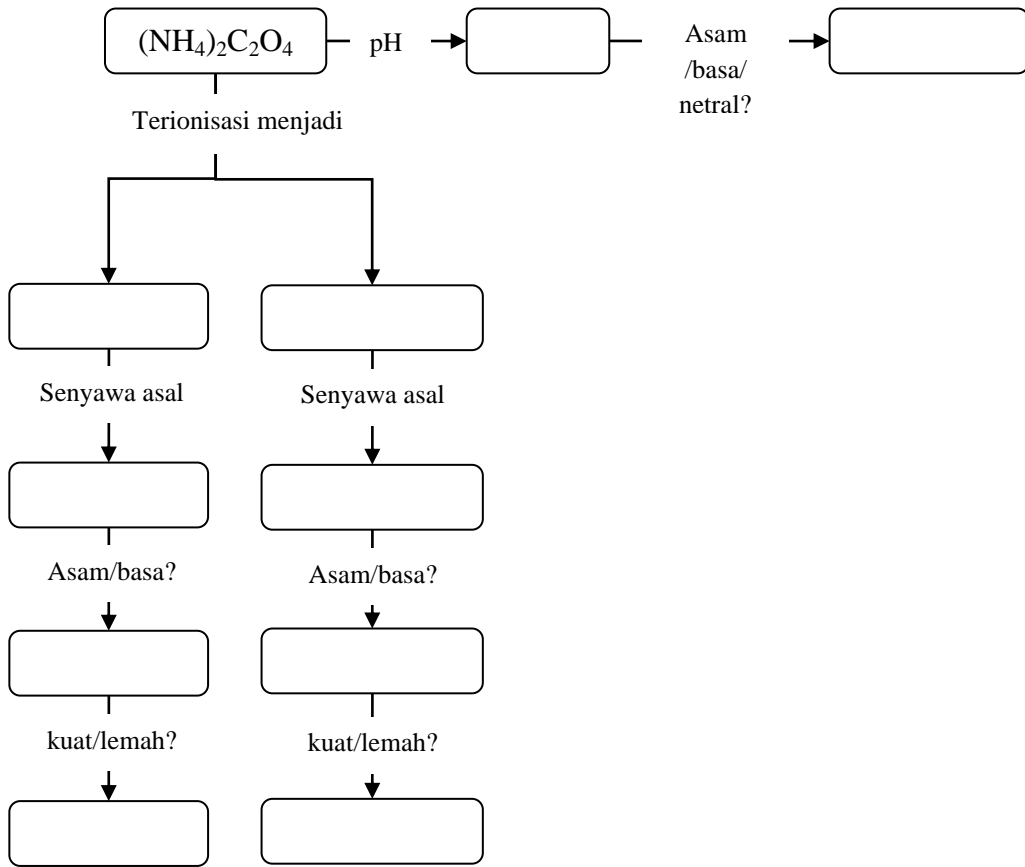 (NH₄)₂C₂O₄
pH
Asam
/basa/
netral?
Terionisasi menjadi
Senyawa asal
Senyawa asal
Asam/basa?
Asam/basa?
kuat/lemah?
kuat/lemah?